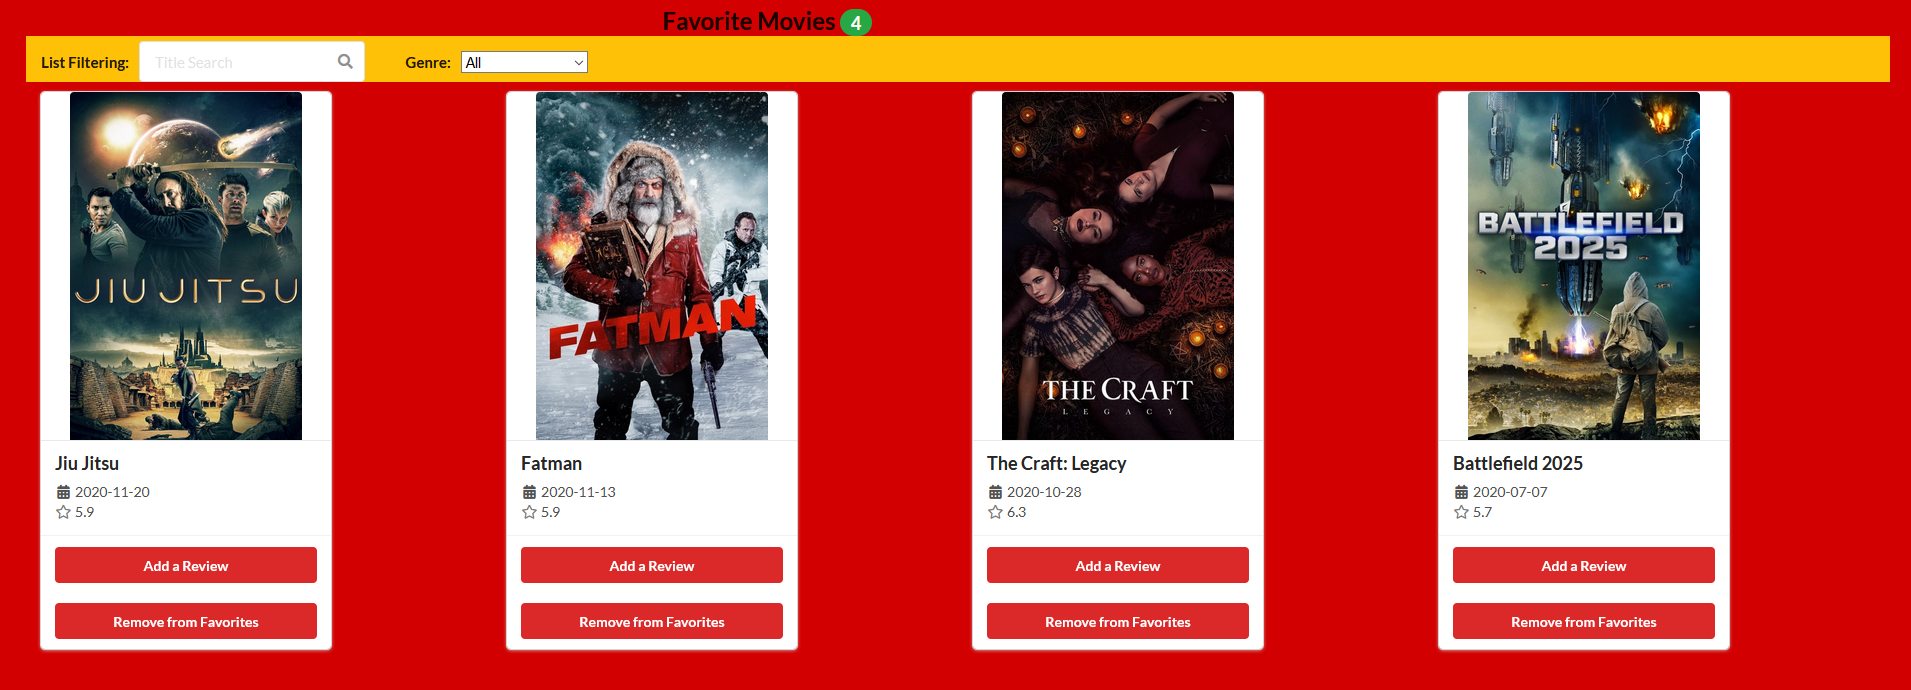 Favorite Movies 4
List Filtering: Title Search Genre: All
JIU JITSU
FATMAN
THE CRAFT
LEGACY
BATTLEFIELD
2025
Jiu Jitsu
2020-11-20
5.9
Add a Review
Remove from Favorites
Fatman
2020-11-13
5.9
Add a Review
Remove from Favorites
The Craft: Legacy
2020-10-28
6.3
Add a Review
Remove from Favorites
Battlefield 2025
2020-07-07
5.7
Add a Review
Remove from Favorites